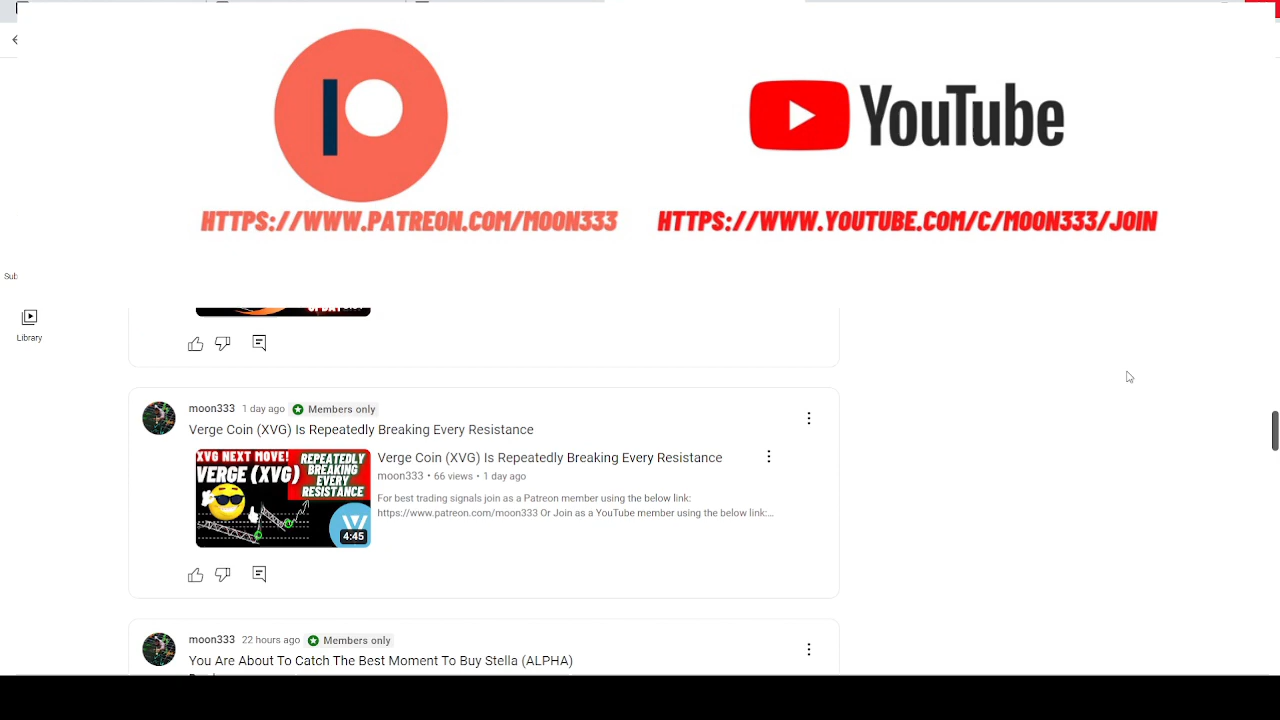 YouTube
HTTPS://WWW.PATREON.COM/MOON333
HTTPS://WWW.YOUTUBE.COM/C/MOON333/JOIN
Sub
Library
moon333 1 day ago Members only
Verge Coin (XVG) Is Repeatedly Breaking Every Resistance
XVG NEXT MOVE!
VERGE (XVG)
REPEATEDLY
BREAKING
EVERY
RESISTANCE
4:45
Verge Coin (XVG) Is Repeatedly Breaking Every Resistance
moon333 • 66 views • 1 day ago
For best trading signals join as a Patreon member using the below link:
https://www.patreon.com/moon333 Or Join as a YouTube member using the below link:...
moon333 22 hours ago Members only
You Are About To Catch The Best Moment To Buy Stella (ALPHA)